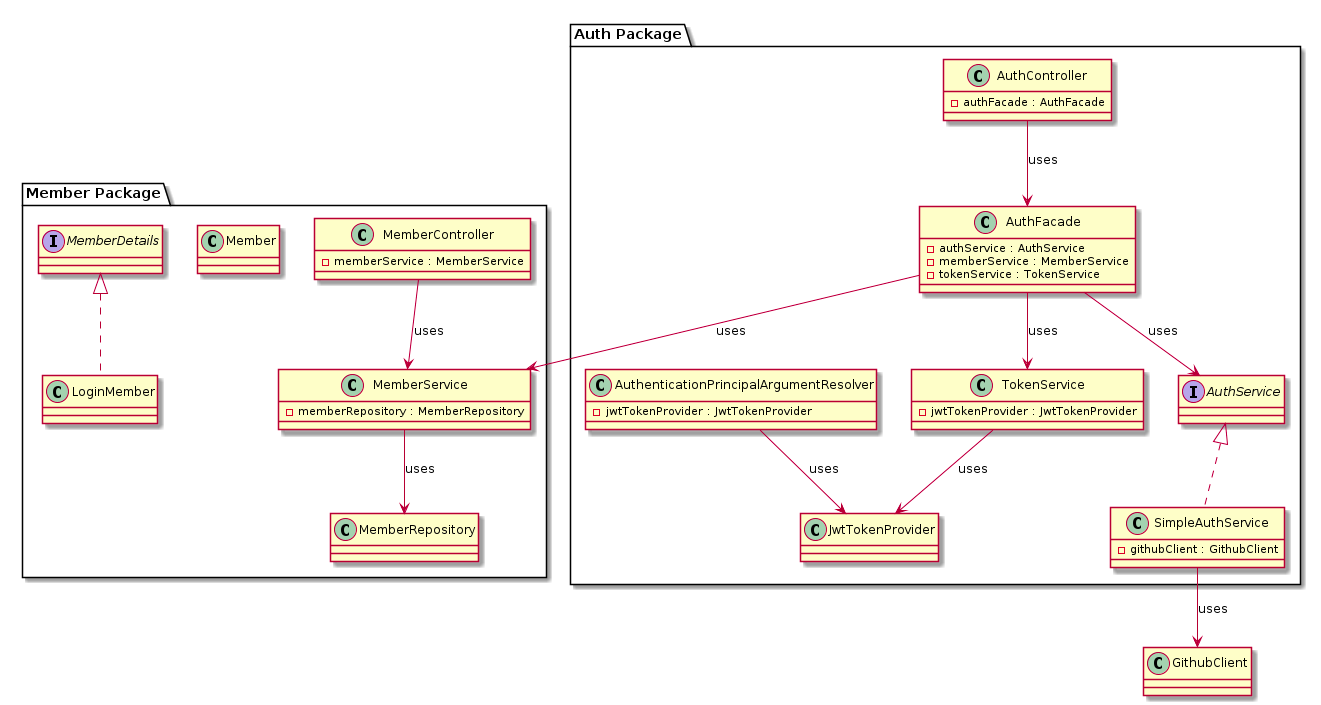 Auth Package
C AuthController
authFacade : AuthFacade
uses
Member Package
I MemberDetails
C Member
C MemberController
memberService : MemberService
C AuthFacade
authService : AuthService
memberService : MemberService
tokenService : TokenService
uses
uses
uses
uses
C LoginMember
C MemberService
memberRepository : MemberRepository
C AuthenticationPrincipalArgumentResolver
jwtTokenProvider : JwtTokenProvider
C TokenService
jwtTokenProvider : JwtTokenProvider
I AuthService
uses
uses
uses
C MemberRepository
C JwtTokenProvider
C SimpleAuthService
githubClient : GithubClient
uses
C GithubClient